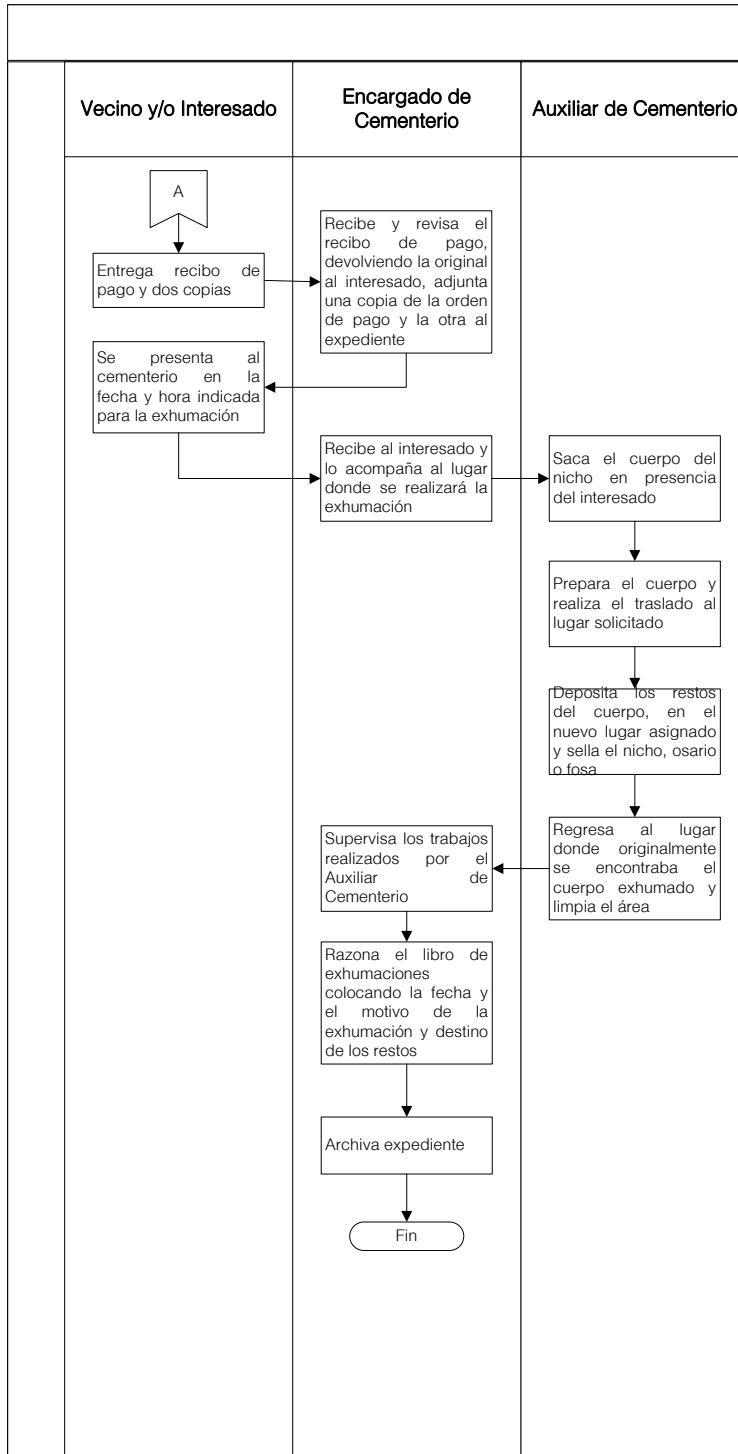 Vecino y/o Interesado
Encargado de
Cementerio
Auxiliar de Cementerio
A
Entrega recibo de
pago y dos copias
Recibe y revisa el
recibo de pago,
devolviendo la original
al interesado, adjunta
una copia de la orden
de pago y la otra al
expediente
Se presenta al
cementerio en la
fecha y hora indicada
para la exhumación
Recibe al interesado y
lo acompaña al lugar
donde se realizará la
exhumación
Saca el cuerpo del
nicho en presencia
del interesado
Prepara el cuerpo y
realiza el traslado al
lugar solicitado
Deposita los restos
del cuerpo, en el
nuevo lugar asignado
y sella el nicho, osario
o fosa
Regresa al lugar
donde originalmente
se encontraba el
cuerpo exhumado y
limpia el área
Supervisa los trabajos
realizados por el
Auxiliar de
Cementerio
Razona el libro de
exhumaciones
colocando la fecha y
el motivo de la
exhumación y destino
de los restos
Archiva expediente
Fin